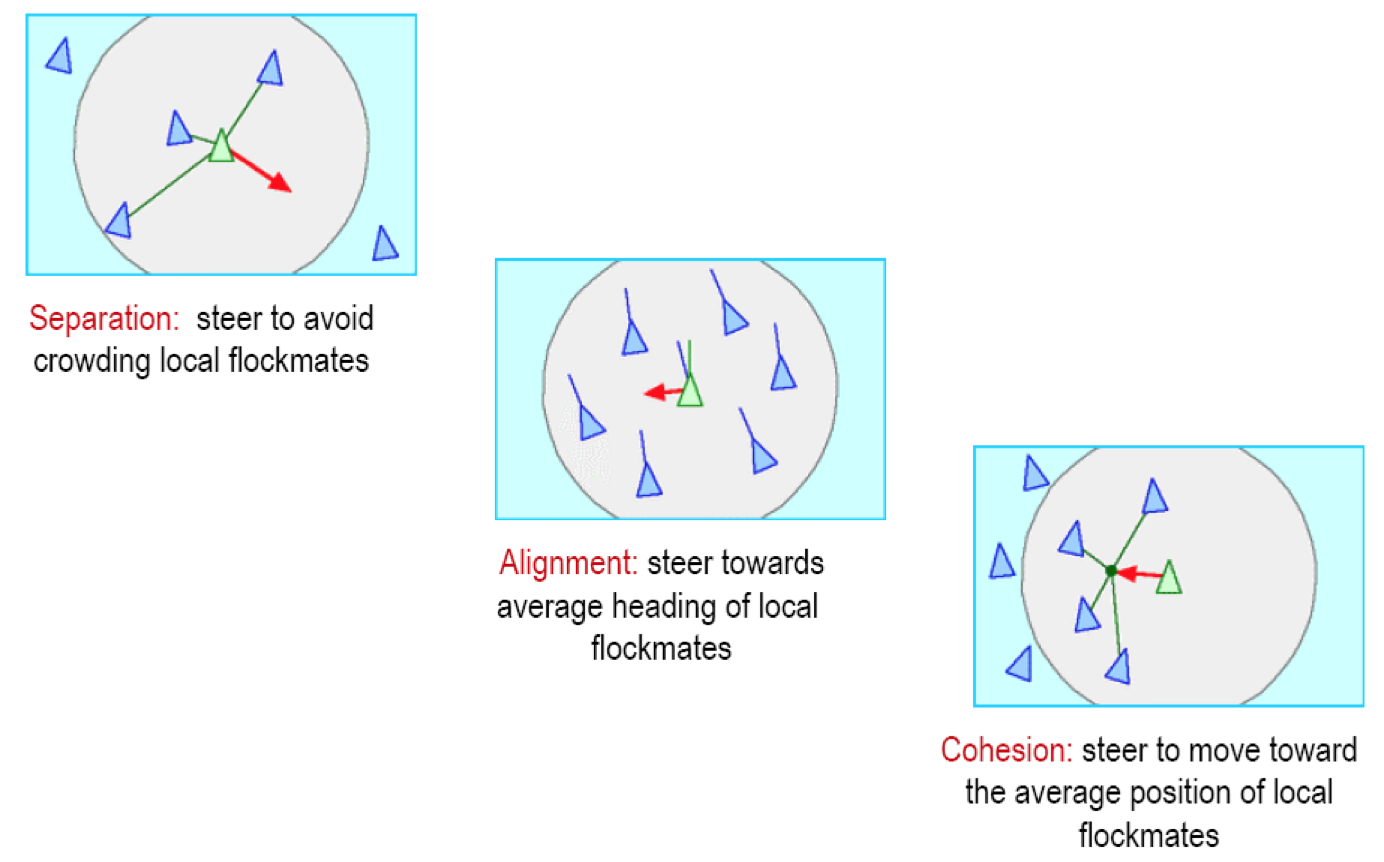 Separation: steer to avoid
crowding local flockmates
Alignment: steer towards
average heading of local
flockmates
Cohesion: steer to move toward
the average position of local
flockmates